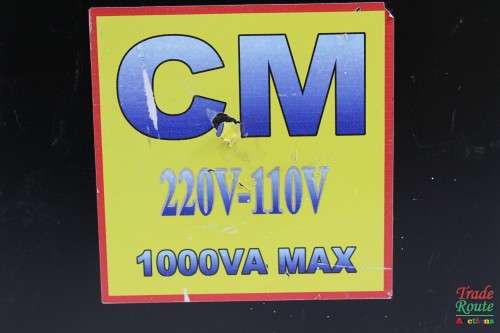 CM
220V-110V
1000VA MAX
Trade
Route
Auctions